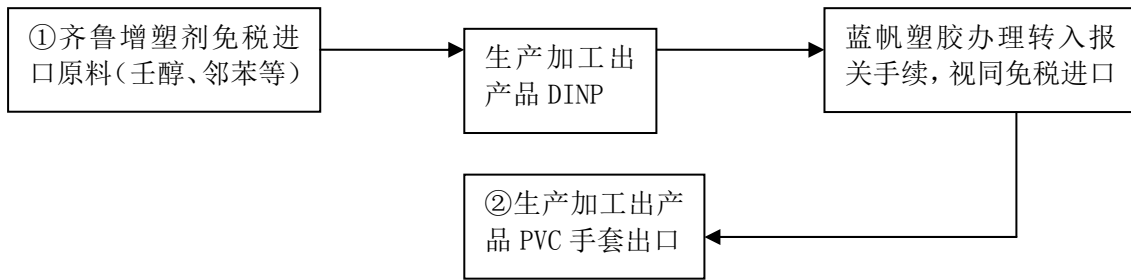 ①齐鲁增塑剂免税进
口原料(壬醇、邻苯等)
生产加工出
产品 DINP
蓝帆塑胶办理转入报
关手续,视同免税进口
②生产加工出产
品 PVC 手套出口